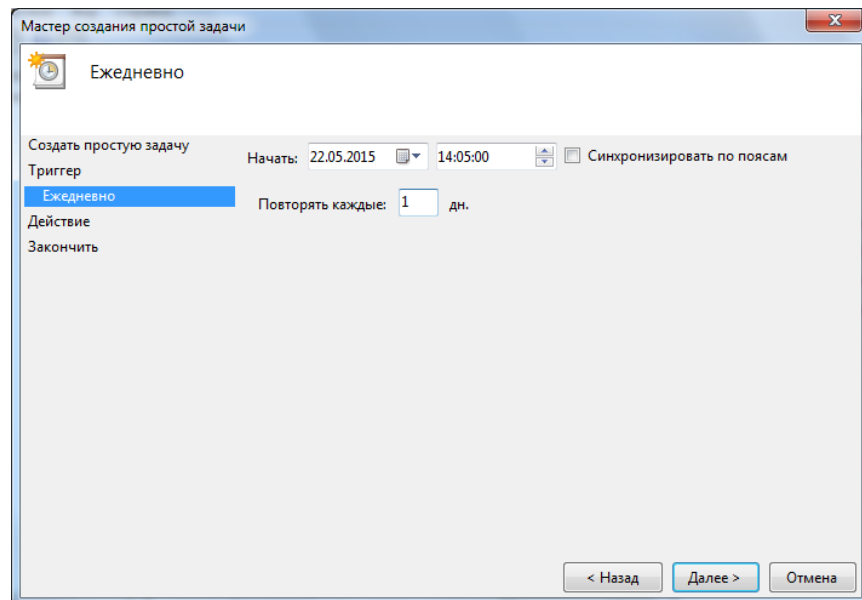 Мастер создания простой задачи
Ежедневно
Создать простую задачу
Триггер
Ежедневно
Действие
Закончить
Начать: 22.05.2015 14:05:00 Синхронизировать по поясам
Повторять каждые: 1 дн.
< Назад Далее > Отмена